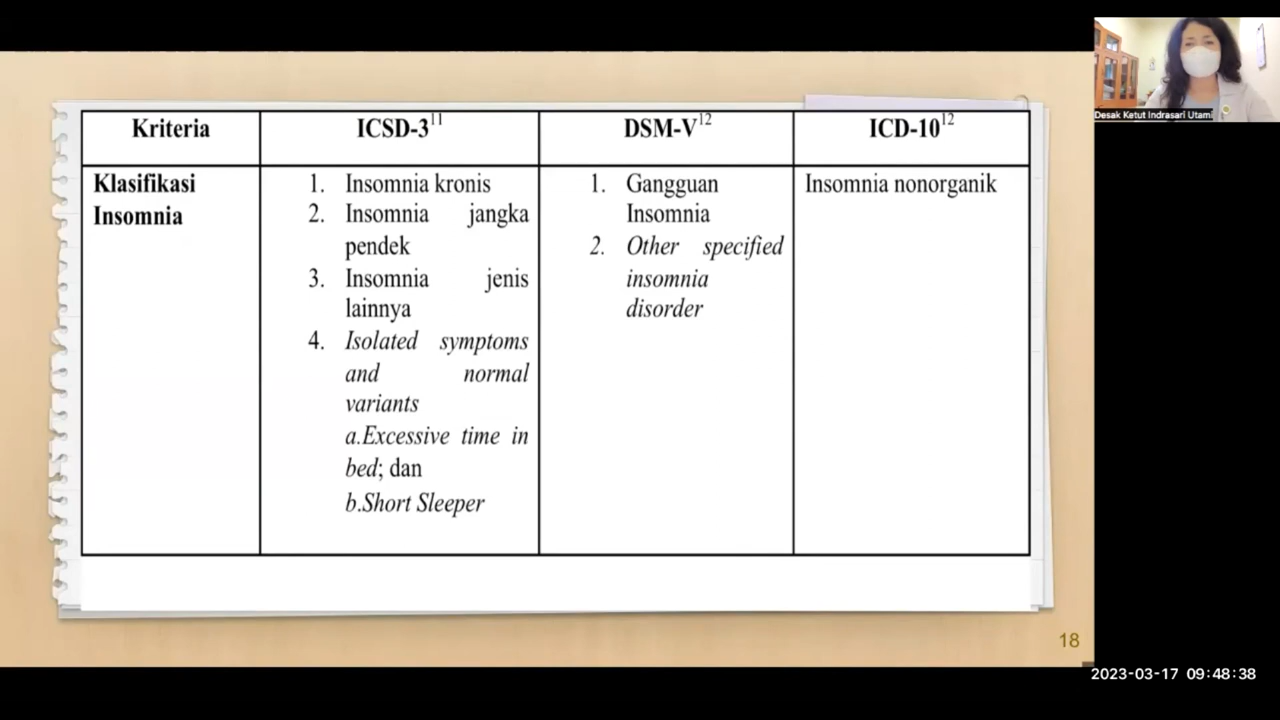 Kriteria
ICSD-3¹¹
DSM-V¹²
ICD-10¹²
Klasifikasi
Insomnia
1. Insomnia kronis
2. Insomnia jangka
pendek
3. Insomnia jenis
lainnya
4. Isolated symptoms
and normal
variants
a.Excessive time in
bed; dan
b.Short Sleeper
1. Gangguan
Insomnia
2. Other specified
insomnia
disorder
Insomnia nonorganik
18
Desak Ketut Indrasari Utami
2023-03-17 09:48:38